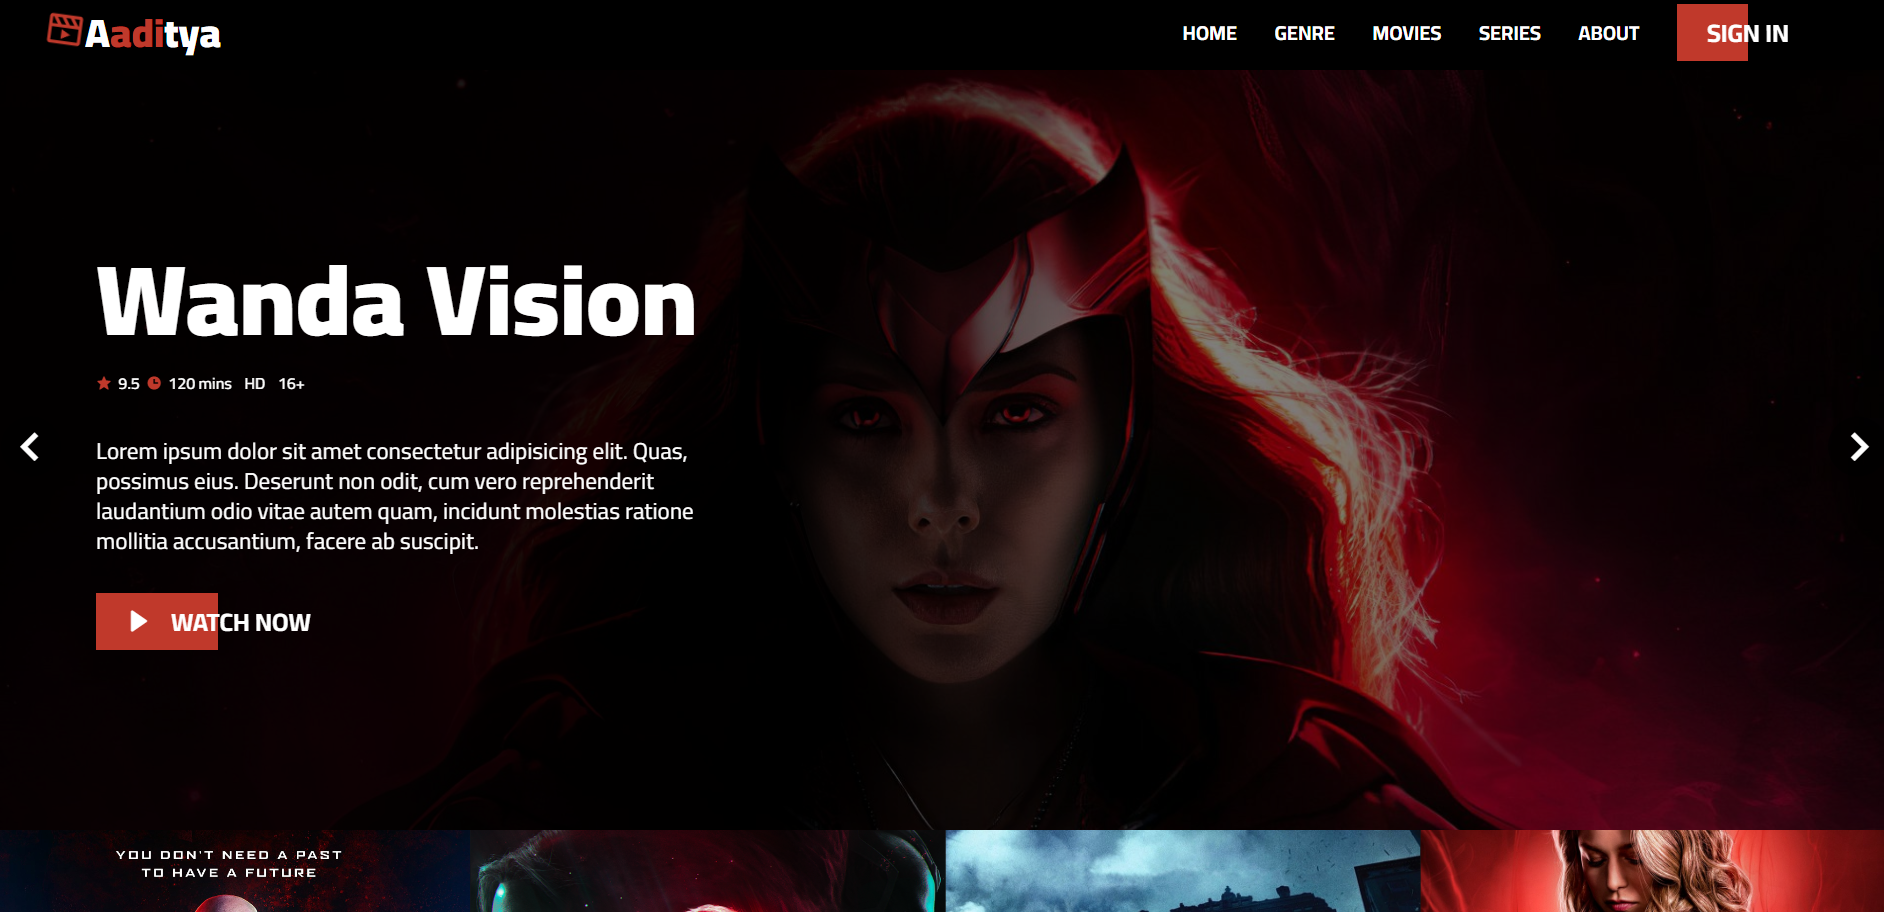 Aaditya
HOME GENRE MOVIES SERIES ABOUT SIGN IN
Wanda Vision
9.5 120 mins HD 16+
Lorem ipsum dolor sit amet consectetur adipisicing elit. Quas,
possimus eius. Deserunt non odit, cum vero reprehenderit
laudantium odio vitae autem quam, incidunt molestias ratione
mollitia accusantium, facere ab suscipit.
WATCH NOW
YOU DON'T NEED A PAST
TO HAVE A FUTURE